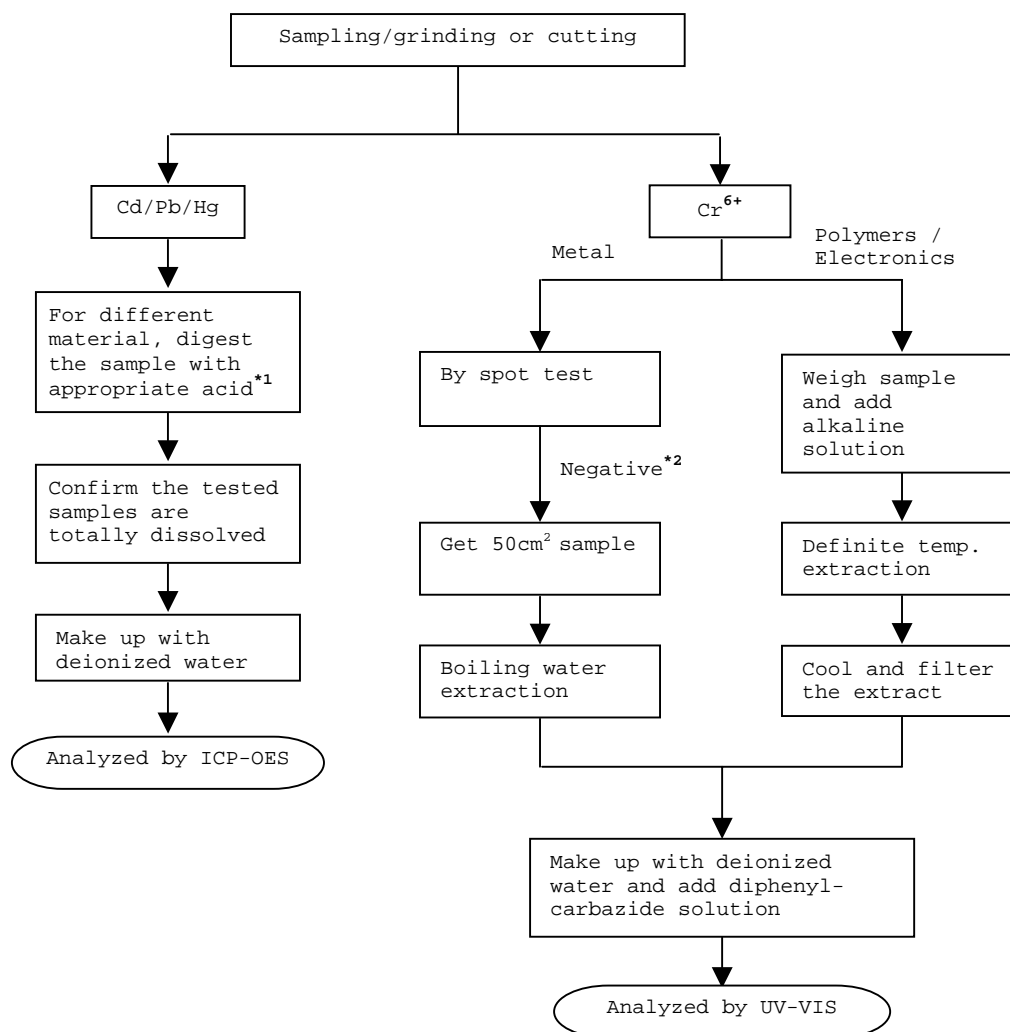 Sampling/grinding or cutting
Cd/Pb/Hg
For different
material, digest
the sample with
appropriate acid*1
Confirm the tested
samples are
totally dissolved
Make up with
deionized water
Analyzed by ICP-OES
Cr6+
Metal
Polymers /
Electronics
By spot test
Negative*2
Get 50cm2 sample
Boiling water
extraction
Weigh sample
and add
alkaline
solution
Definite temp.
extraction
Cool and filter
the extract
Make up with deionized
water and add diphenyl-
carbazide solution
Analyzed by UV-VIS